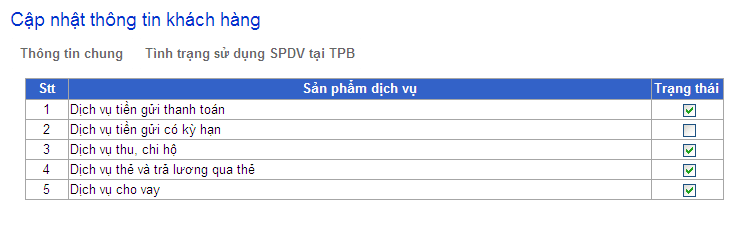 Cập nhật thông tin khách hàng
Thông tin chung Tình trạng sử dụng SPDV tại TPB
Stt Sản phẩm dịch vụ Trạng thái
1 Dịch vụ tiền gửi thanh toán
2 Dịch vụ tiền gửi có kỳ hạn
3 Dịch vụ thu, chi hộ
4 Dịch vụ thẻ và trả lương qua thẻ
5 Dịch vụ cho vay